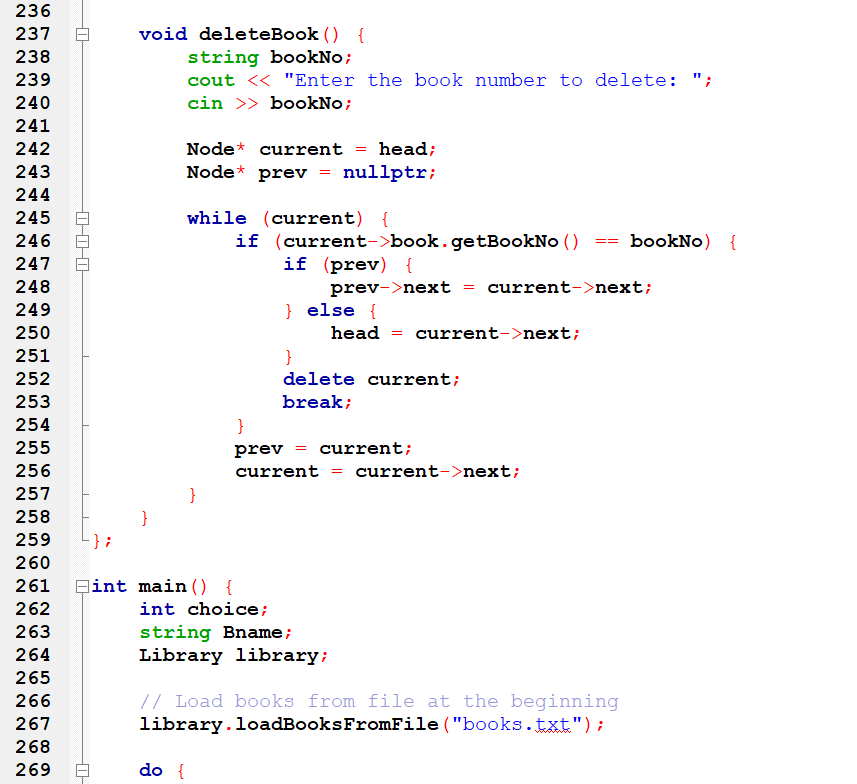 236
237 void deleteBook() {
238 string bookNo;
239 cout << "Enter the book number to delete: ";
240 cin >> bookNo;
241
242 Node* current = head;
243 Node* prev = nullptr;
244
245 while (current) {
246 if (current->book.getBookNo() == bookNo) {
247 if (prev) {
248 prev->next = current->next;
249 } else {
250 head = current->next;
251 }
252 delete current;
253 break;
254 }
255 prev = current;
256 current = current->next;
257 }
258 }
259 };
260
261 int main() {
262 int choice;
263 string Bname;
264 Library library;
265
266 // Load books from file at the beginning
267 library.loadBooksFromFile("books.txt");
268
269 do {